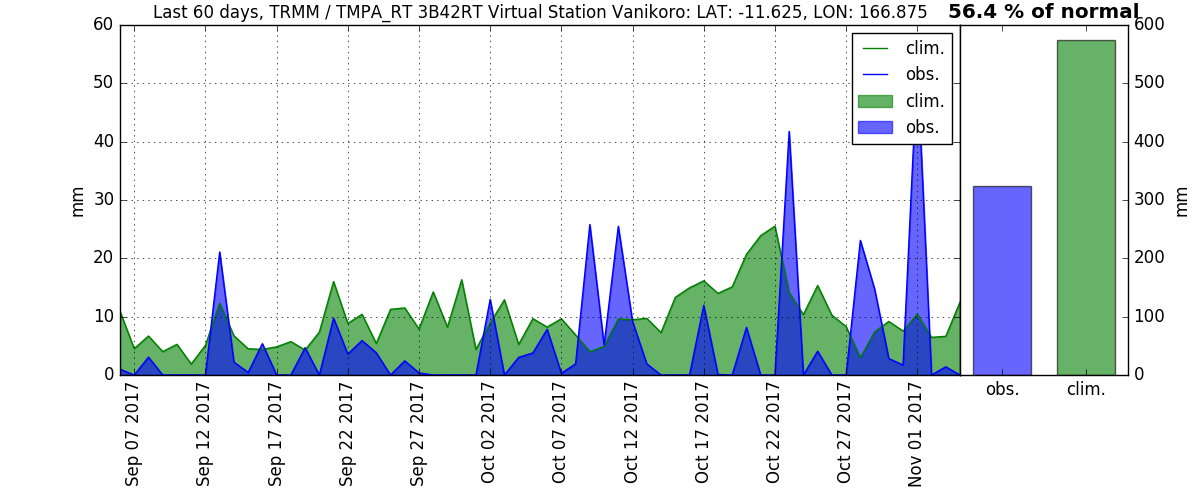 Last 60 days, TRMM / TMPA_RT 3B42RT Virtual Station Vanikoro: LAT: -11.625, LON: 166.875
56.4 % of normal
60
50
40
30
20
10
0
mm
clim.
obs.
clim.
obs.
Sep 07 2017
Sep 12 2017
Sep 17 2017
Sep 22 2017
Sep 27 2017
Oct 02 2017
Oct 07 2017
Oct 12 2017
Oct 17 2017
Oct 22 2017
Oct 27 2017
Nov 01 2017
600
500
400
300
200
100
0
mm
obs.
clim.